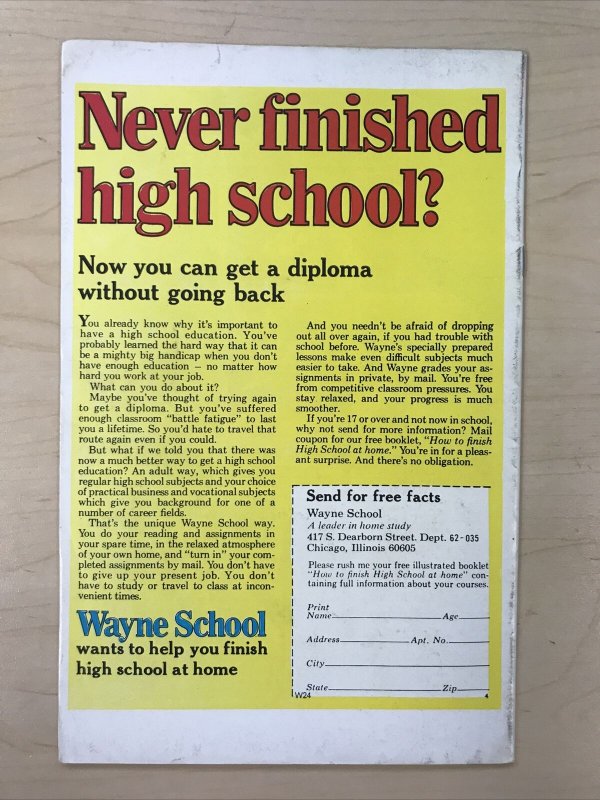 Never finished
high school?
Now you can get a diploma
without going back
You already know why it's important to
have a high school education. You've
probably learned the hard way that it can
be a mighty big handicap when you don't
have enough education – no matter how
hard you work at your job.
What can you do about it?
Maybe you've thought of trying again
to get a diploma. But you've suffered
enough classroom "battle fatigue" to last
you a lifetime. So you'd hate to travel that
route again even if you could.
But what if we told you that there was
now a much better way to get a high school
education? An adult way, which gives you
regular high school subjects and your choice
of practical business and vocational subjects
which give you background for one of a
number of career fields.
That's the unique Wayne School way.
You do your reading and assignments in
your spare time, in the relaxed atmosphere
of your own home, and "turn in" your com-
pleted assignments by mail. You don't have
to give up your present job. You don't
have to study or travel to class at incon-
venient times.
Wayne School
wants to help you finish
high school at home
And you needn't be afraid of dropping
out all over again, if you had trouble with
school before. Wayne's specially prepared
lessons make even difficult subjects much
easier to take. And Wayne grades your as-
signments in private, by mail. You're free
from competitive classroom pressures. You
stay relaxed, and your progress is much
smoother.
If you're 17 or over and not now in school,
why not send for more information? Mail
coupon for our free booklet, "How to finish
High School at home." You're in for a pleas-
ant surprise. And there's no obligation.
Send for free facts
Wayne School
A leader in home study
417 S. Dearborn Street. Dept. 62-035
Chicago, Illinois 60605
Please rush me your free illustrated booklet
"How to finish High School at home" con-
taining full information about your courses.
Print
Name Age
Address Apt. No.
City
State Zip
W24 4